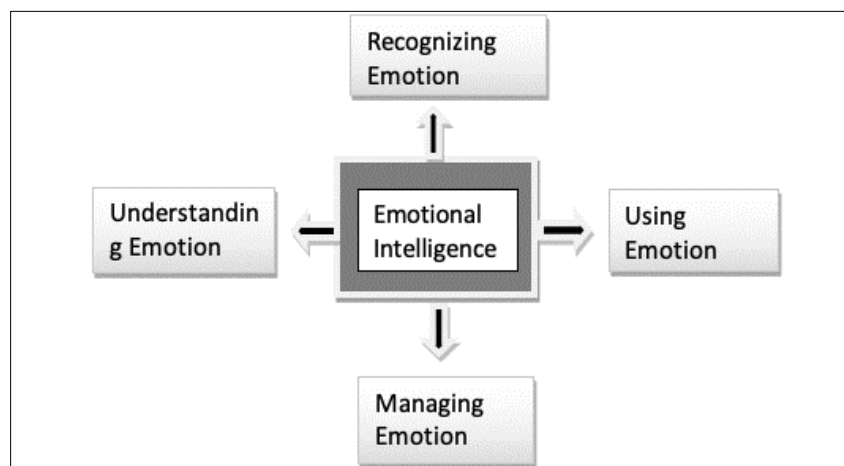 Recognizing
Emotion
Understandin
g Emotion
Emotional
Intelligence
Using
Emotion
Managing
Emotion